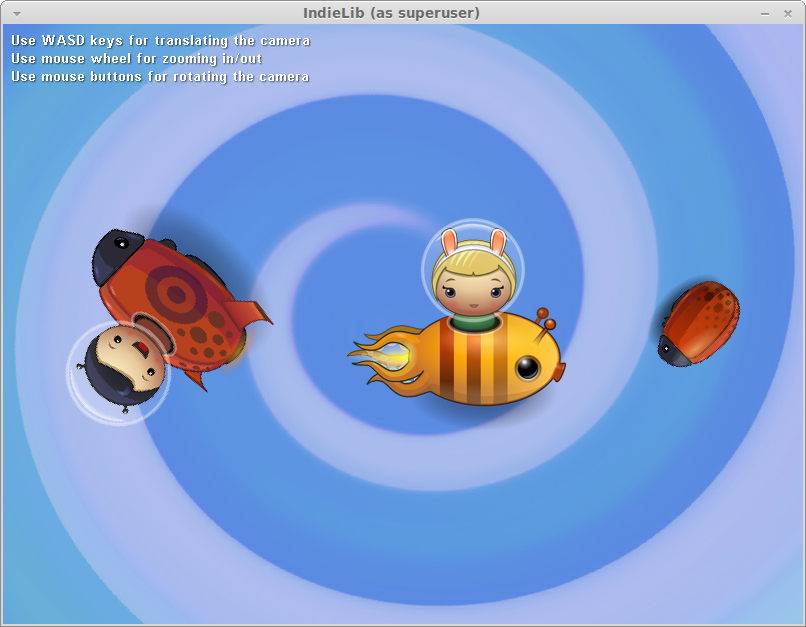 IndieLib (as superuser)
Use WASD keys for translating the camera
Use mouse wheel for zooming in/out
Use mouse buttons for rotating the camera